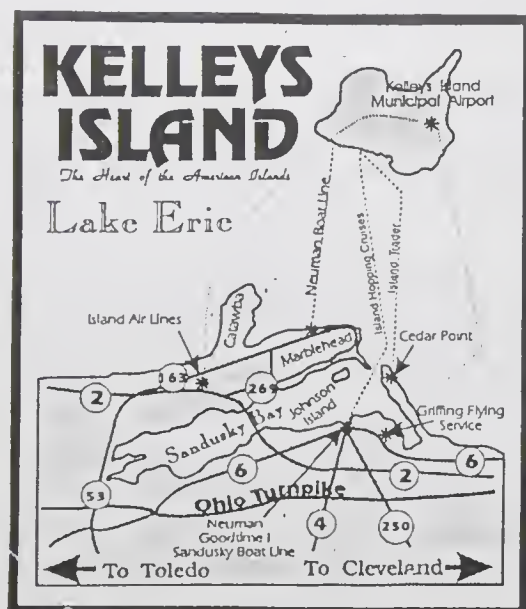 KELLEYS
ISLAND
The Heart of the American Islands
Lake Erie
Kelleys Island
Municipal Airport
Neuman Boat Line
Island Hopping Cruises
Island Trader
Island Air Lines
Catawba
Marblehead
Cedar Point
163
2
269
Johnson
Island
Sandusky Bay
Griffing Flying
Service
6
6
2
53
Ohio Turnpike
4
250
Neuman
Goodtime I
Sandusky Boat Line
To Toledo
To Cleveland